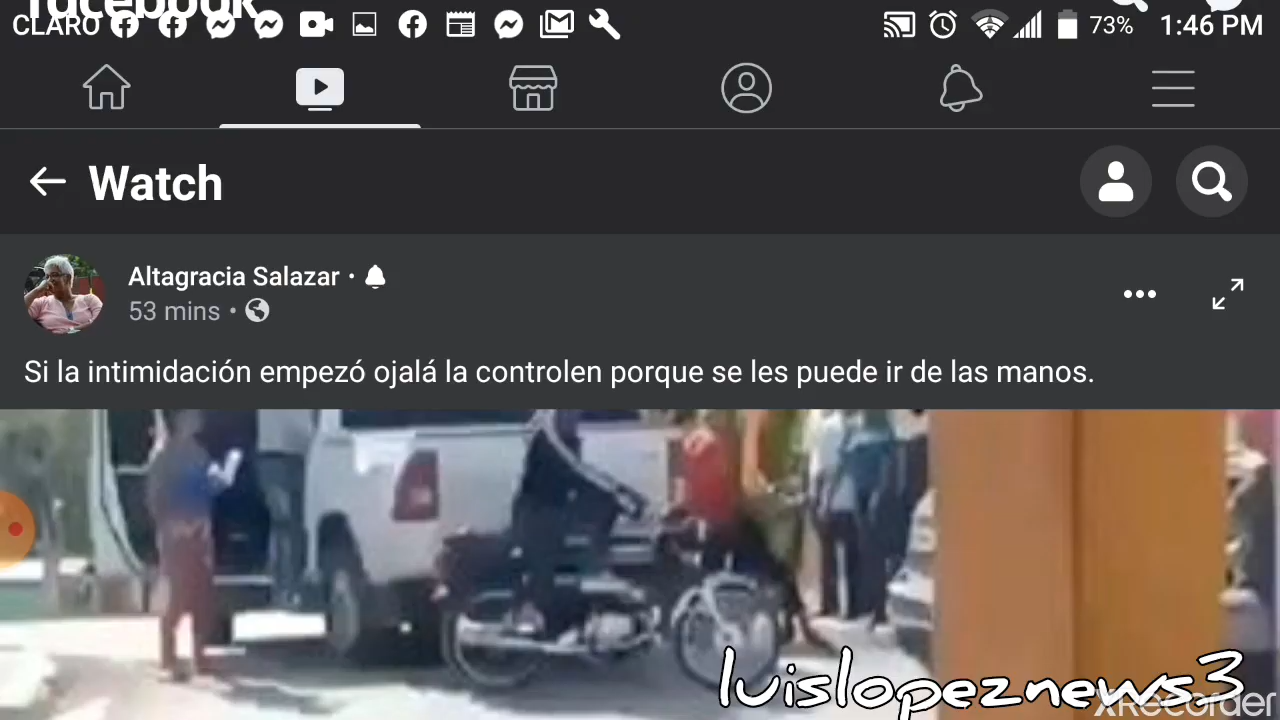 facebook
CLARO 73% 1:46 PM
Watch
Altagracia Salazar •
53 mins •
Si la intimidación empezó ojalá la controlen porque se les puede ir de las manos.
luislopeznews3
XRecorder